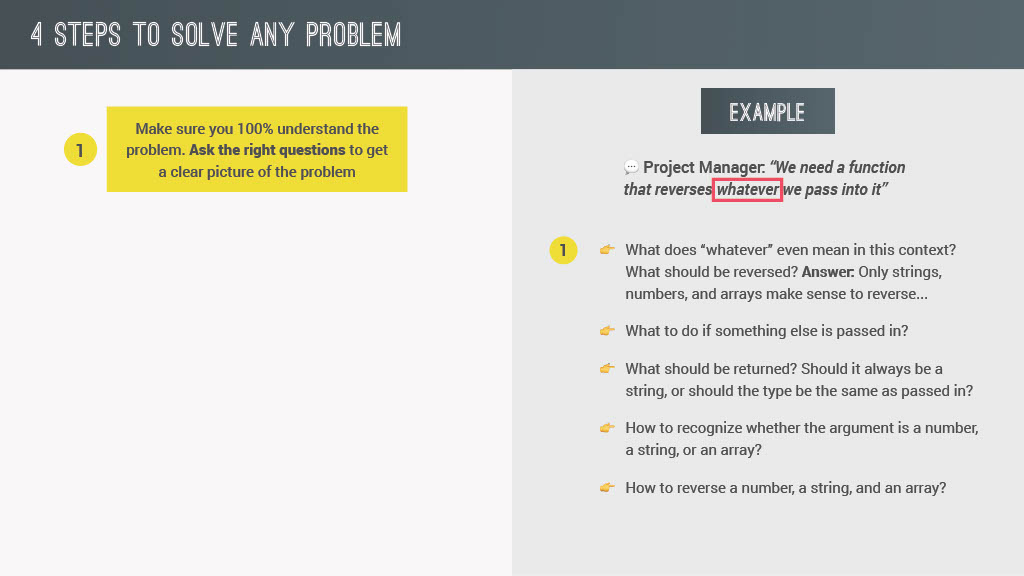 4 STEPS TO SOLVE ANY PROBLEM
1
Make sure you 100% understand the
problem. Ask the right questions to get
a clear picture of the problem
EXAMPLE
💬 Project Manager: “We need a function
that reverses whatever we pass into it”
1
👉 What does “whatever” even mean in this context?
What should be reversed? Answer: Only strings,
numbers, and arrays make sense to reverse...
👉 What to do if something else is passed in?
👉 What should be returned? Should it always be a
string, or should the type be the same as passed in?
👉 How to recognize whether the argument is a number,
a string, or an array?
👉 How to reverse a number, a string, and an array?